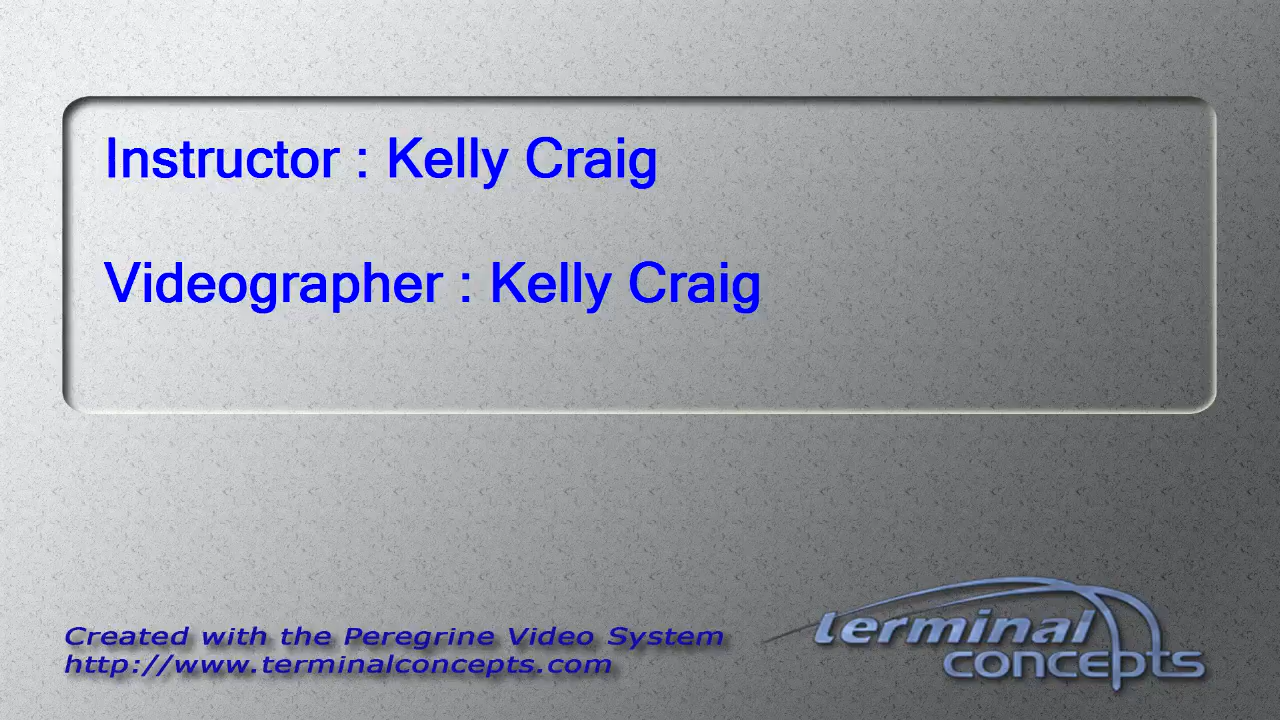 Instructor : Kelly Craig
Videographer : Kelly Craig
Created with the Peregrine Video System
http://www.terminalconcepts.com
terminal
concepts